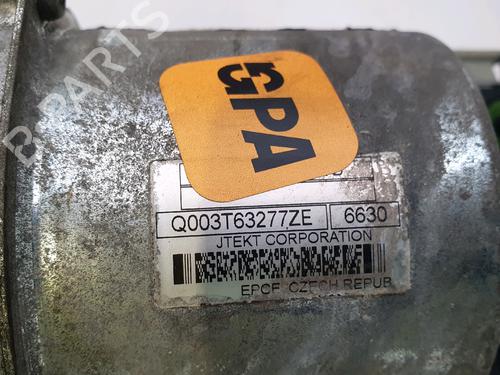 B-PARTS
GPA
Q003T63277ZE 6630
JTEKT CORPORATION
EPCF CZECH REPUB